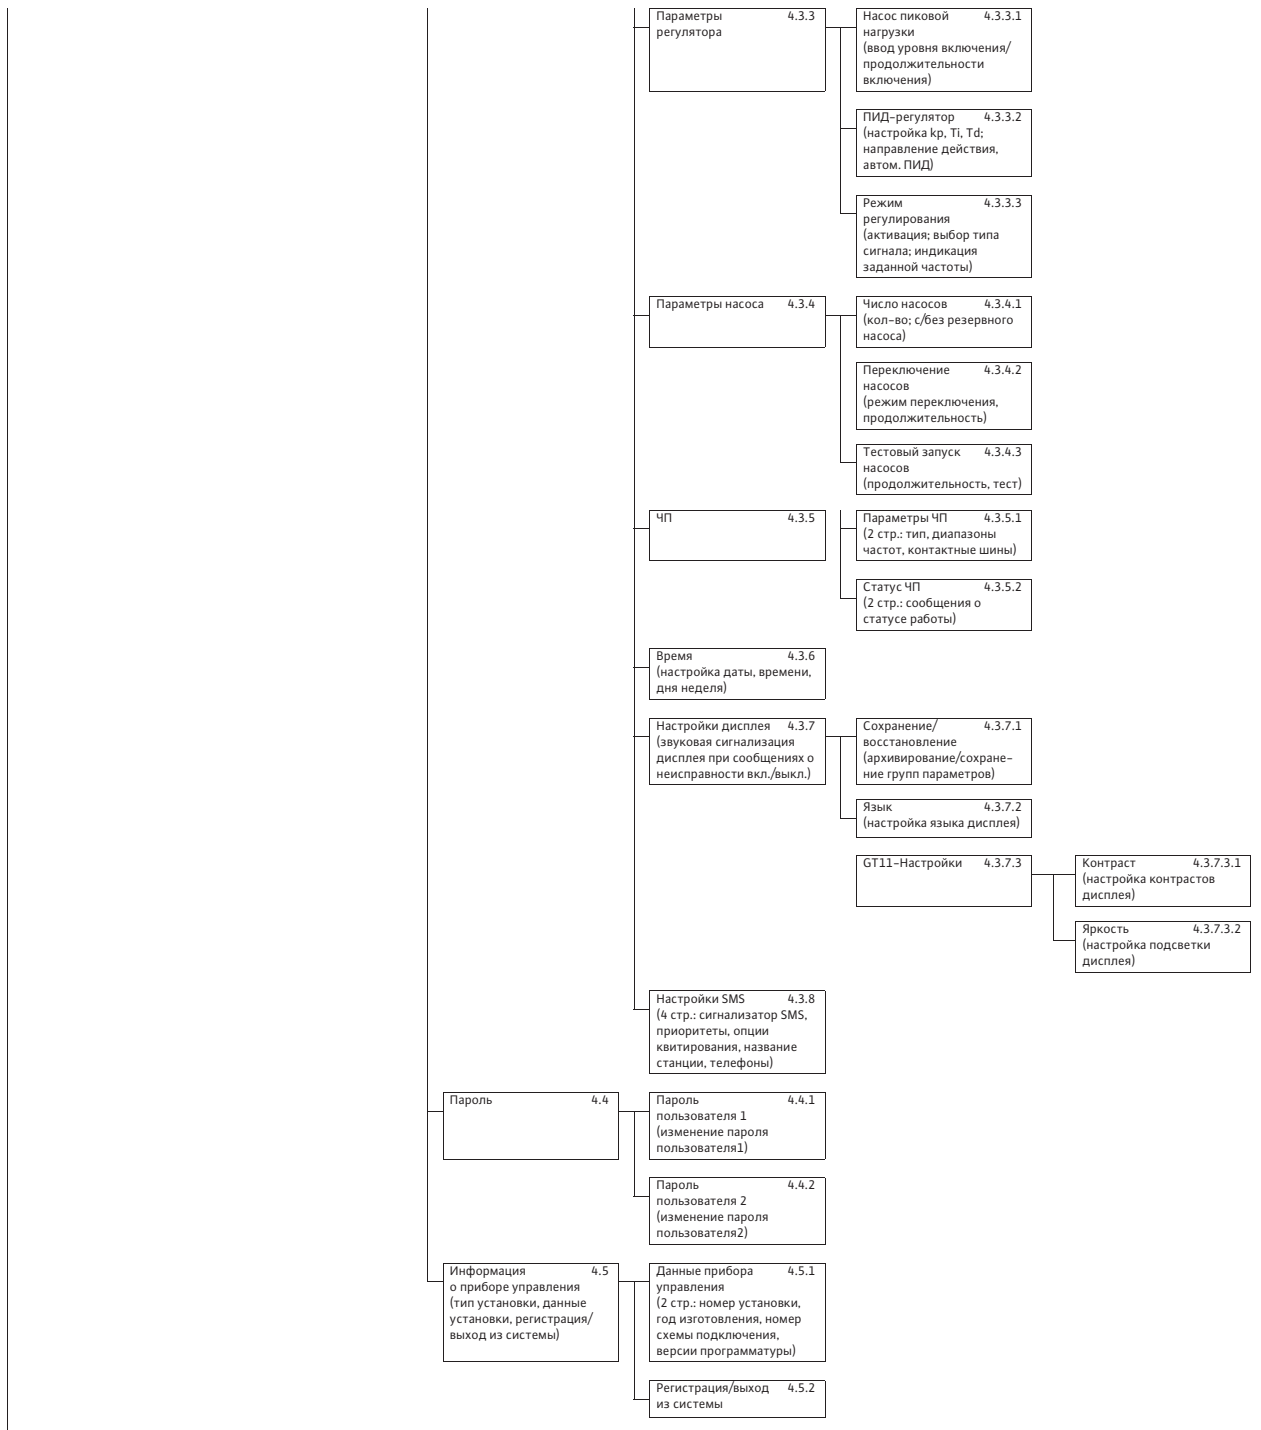 Параметры 4.3.3
регулятора
Насос пиковой 4.3.3.1
нагрузки
(ввод уровня включения/
продолжительности
включения)
ПИД-регулятор 4.3.3.2
(настройка kp, Ti, Td;
направление действия,
автом. ПИД)
Режим 4.3.3.3
регулирования
(активация; выбор типа
сигнала; индикация
заданной частоты)
Параметры насоса 4.3.4
Число насосов 4.3.4.1
(кол-во; с/без резервного
насоса)
Переключение 4.3.4.2
насосов
(режим переключения,
продолжительность)
Тестовый запуск 4.3.4.3
насосов
(продолжительность, тест)
ЧП 4.3.5
Параметры ЧП 4.3.5.1
(2 стр.: тип, диапазоны
частот, контактные шины)
Статус ЧП 4.3.5.2
(2 стр.: сообщения о
статусе работы)
Время 4.3.6
(настройка даты, времени,
дня неделя)
Настройки дисплея 4.3.7
(звуковая сигнализация
дисплея при сообщениях о
неисправности вкл./выкл.)
Сохранение/ 4.3.7.1
восстановление
(архивирование/сохране-
ние групп параметров)
Язык 4.3.7.2
(настройка языка дисплея)
GT11-Настройки 4.3.7.3
Контраст 4.3.7.3.1
(настройка контрастов
дисплея)
Яркость 4.3.7.3.2
(настройка подсветки
дисплея)
Настройки SMS 4.3.8
(4 стр.: сигнализатор SMS,
приоритеты, опции
квитирования, название
станции, телефоны)
Пароль 4.4
Пароль 4.4.1
пользователя 1
(изменение пароля
пользователя1)
Пароль 4.4.2
пользователя 2
(изменение пароля
пользователя2)
Информация 4.5
о приборе управления
(тип установки, данные
установки, регистрация/
выход из системы)
Данные прибора 4.5.1
управления
(2 стр.: номер установки,
год изготовления, номер
схемы подключения,
версии программатуры)
Регистрация/выход 4.5.2
из системы